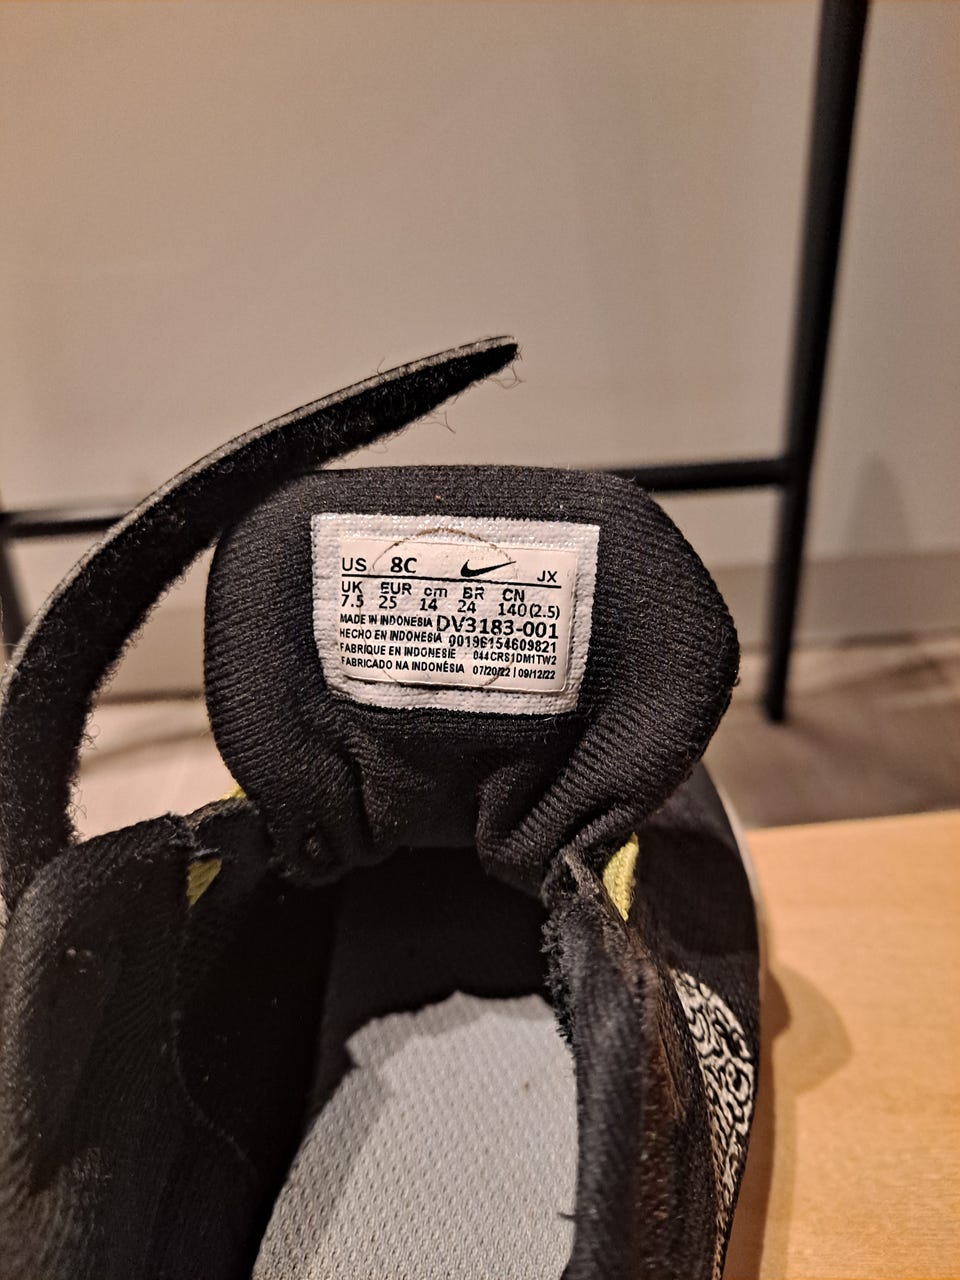 US 8C JX
UK EUR cm BR CN
7.5 25 14 24 140(2.5)
MADE IN INDONESIA DV3183-001
HECHO EN INDONESIA 00196154609821
FABRIQUE EN INDONESIE 044CRS1DM1TW2
FABRICADO NA INDONÉSIA 07/20/22 | 09/12/22